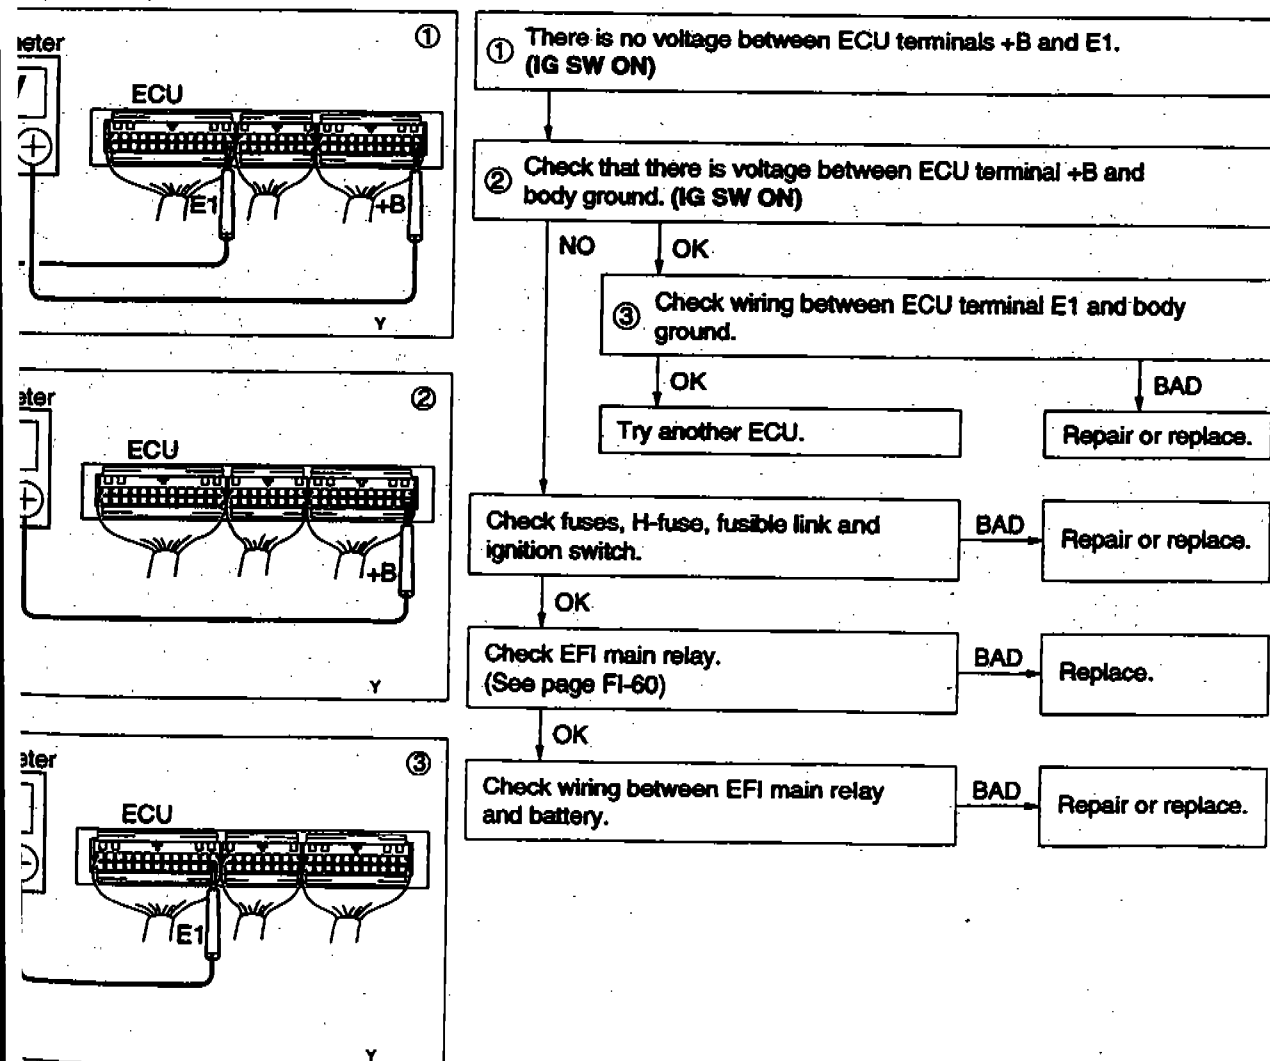 ①
ECU
E1
+B
Y
②
ECU
+B
Y
③
ECU
E1
Y
① There is no voltage between ECU terminals +B and E1.
(IG SW ON)
② Check that there is voltage between ECU terminal +B and
body ground. (IG SW ON)
NO
OK
③ Check wiring between ECU terminal E1 and body
ground.
OK
BAD
Try another ECU.
Repair or replace.
Check fuses, H-fuse, fusible link and
ignition switch.
BAD
Repair or replace.
OK
Check EFI main relay.
(See page FI-60)
BAD
Replace.
OK
Check wiring between EFI main relay
and battery.
BAD
Repair or replace.